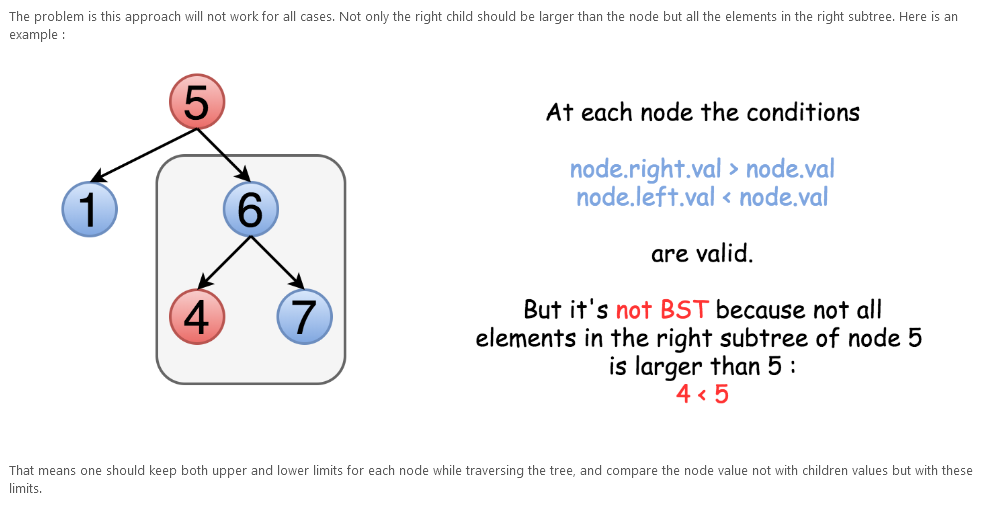 The problem is this approach will not work for all cases. Not only the right child should be larger than the node but all the elements in the right subtree. Here is an
example :
5
1
6
4
7
At each node the conditions
node.right.val > node.val
node.left.val < node.val
are valid.
But it's not BST because not all
elements in the right subtree of node 5
is larger than 5 :
4 < 5
That means one should keep both upper and lower limits for each node while traversing the tree, and compare the node value not with children values but with these
limits.